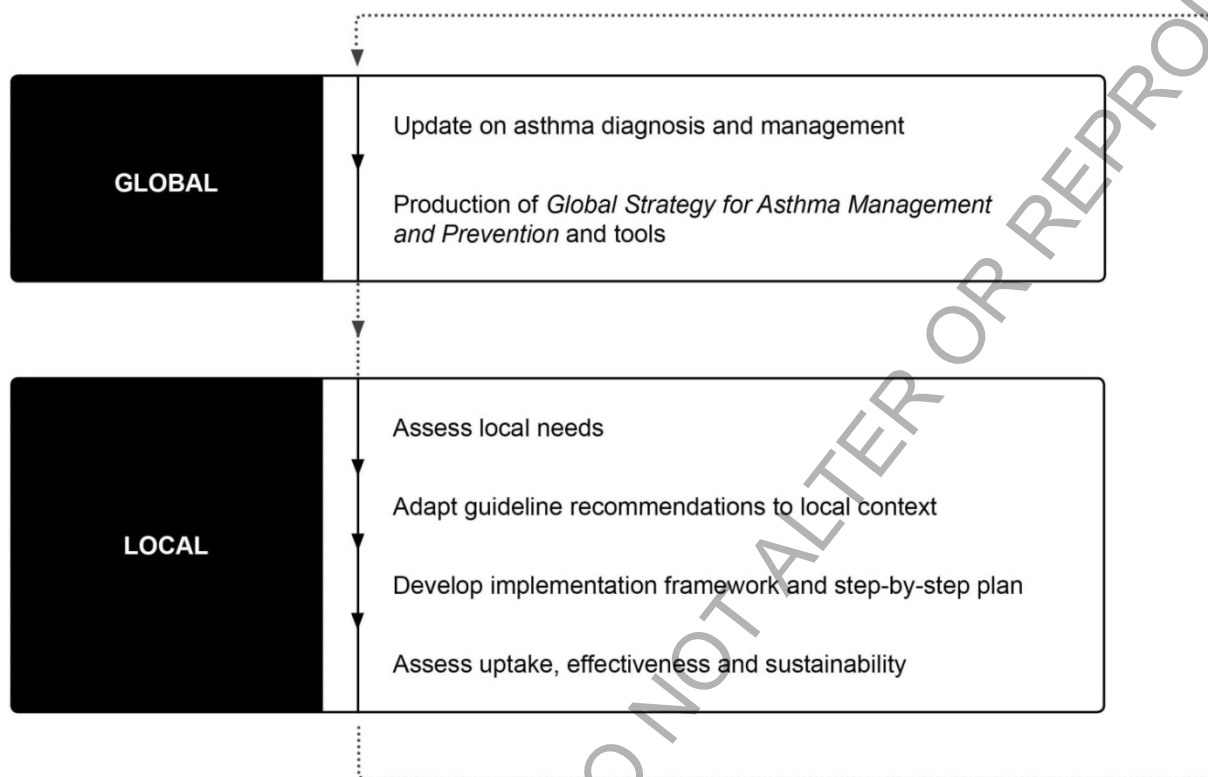 GLOBAL
Update on asthma diagnosis and management
Production of Global Strategy for Asthma Management
and Prevention and tools
LOCAL
Assess local needs
Adapt guideline recommendations to local context
Develop implementation framework and step-by-step plan
Assess uptake, effectiveness and sustainability
NOT ALTER OR